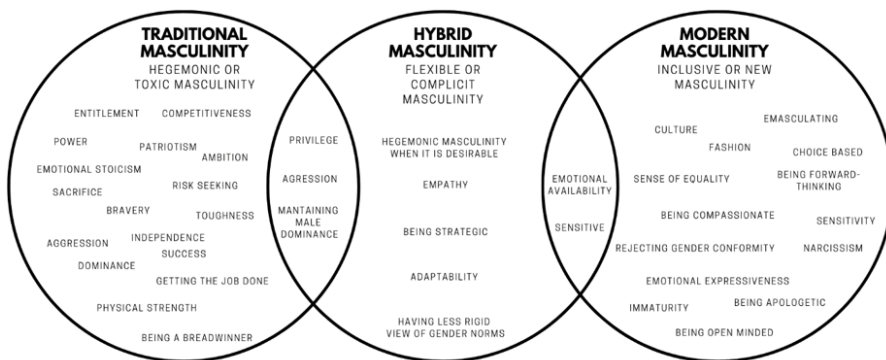 TRADITIONAL
MASCULINITY
HEGEMONIC OR
TOXIC MASCULINITY
ENTITLEMENT
COMPETITIVENESS
POWER
PATRIOTISM
AMBITION
EMOTIONAL STOICISM
SACRIFICE
RISK SEEKING
BRAVERY
TOUGHNESS
AGGRESSION
INDEPENDENCE
SUCCESS
DOMINANCE
GETTING THE JOB DONE
PHYSICAL STRENGTH
BEING A BREADWINNER
PRIVILEGE
AGRESSION
MANTAINING
MALE
DOMINANCE
HYBRID
MASCULINITY
FLEXIBLE OR
COMPLICIT
MASCULINITY
HEGEMONIC MASCULINITY
WHEN IT IS DESIRABLE
EMPATHY
BEING STRATEGIC
ADAPTABILITY
HAVING LESS RIGID
VIEW OF GENDER NORMS
EMOTIONAL
AVAILABILITY
SENSITIVE
MODERN
MASCULINITY
INCLUSIVE OR NEW
MASCULINITY
EMASCULATING
CULTURE
FASHION
CHOICE BASED
SENSE OF EQUALITY
BEING FORWARD-
THINKING
BEING COMPASSIONATE
SENSITIVITY
REJECTING GENDER CONFORMITY
NARCISSISM
EMOTIONAL EXPRESSIVENESS
IMMATURITY
BEING APOLOGETIC
BEING OPEN MINDED